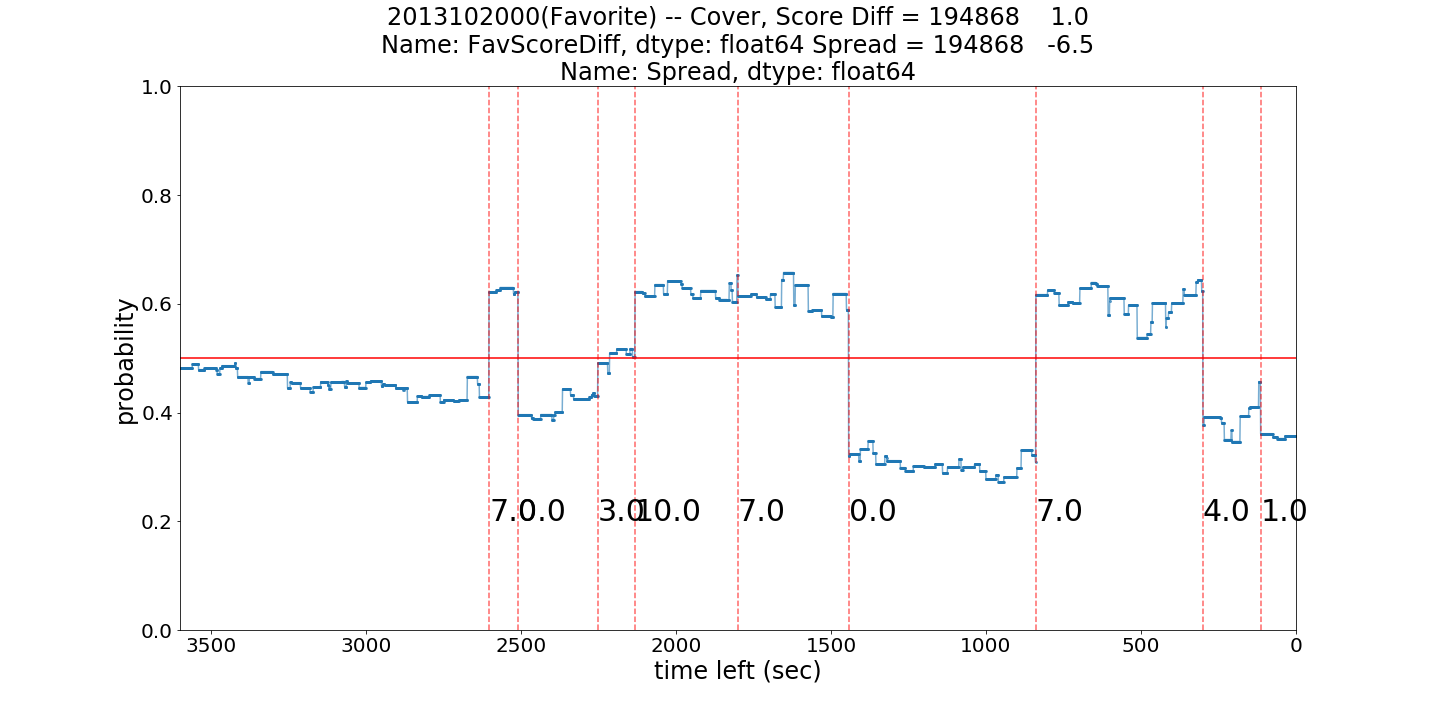 2013102000(Favorite) -- Cover, Score Diff = 194868    1.0
Name: FavScoreDiff, dtype: float64 Spread = 194868   -6.5
Name: Spread, dtype: float64
1.0
0.8
0.6
0.4
0.2
0.0
probability
7.0 0.0 3.0 10.0 7.0 0.0 7.0 4.0 1.0
3500 3000 2500 2000 1500 1000 500 0
time left (sec)